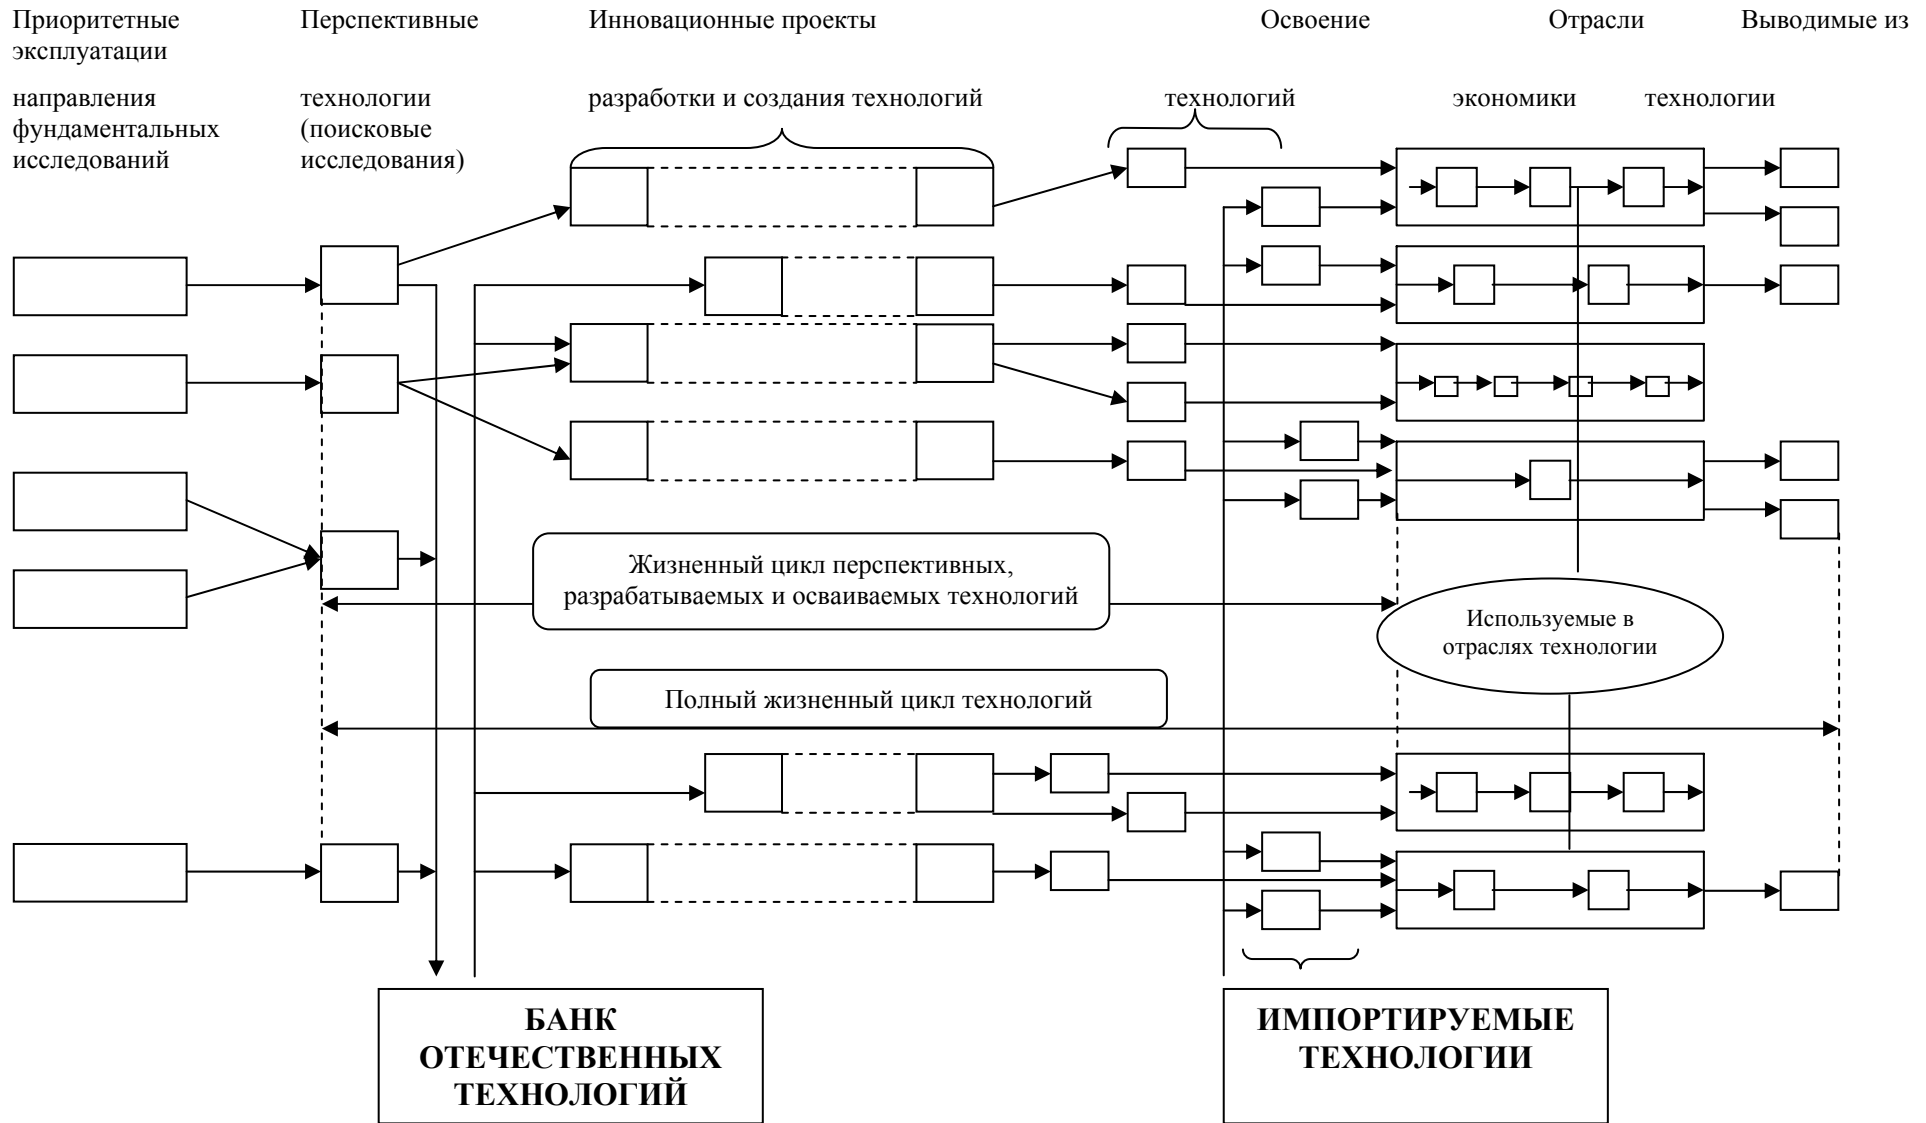 Приоритетные Перспективные Инновационные проекты Освоение Отрасли Выводимые из
эксплуатации
направления технологии разработки и создания технологий технологий экономики технологии
фундаментальных (поисковые
исследований исследования)
Жизненный цикл перспективных,
разрабатываемых и осваиваемых технологий
Используемые в
отраслях технологии
Полный жизненный цикл технологий
БАНК
ОТЕЧЕСТВЕННЫХ
ТЕХНОЛОГИЙ
ИМПОРТИРУЕМЫЕ
ТЕХНОЛОГИИ